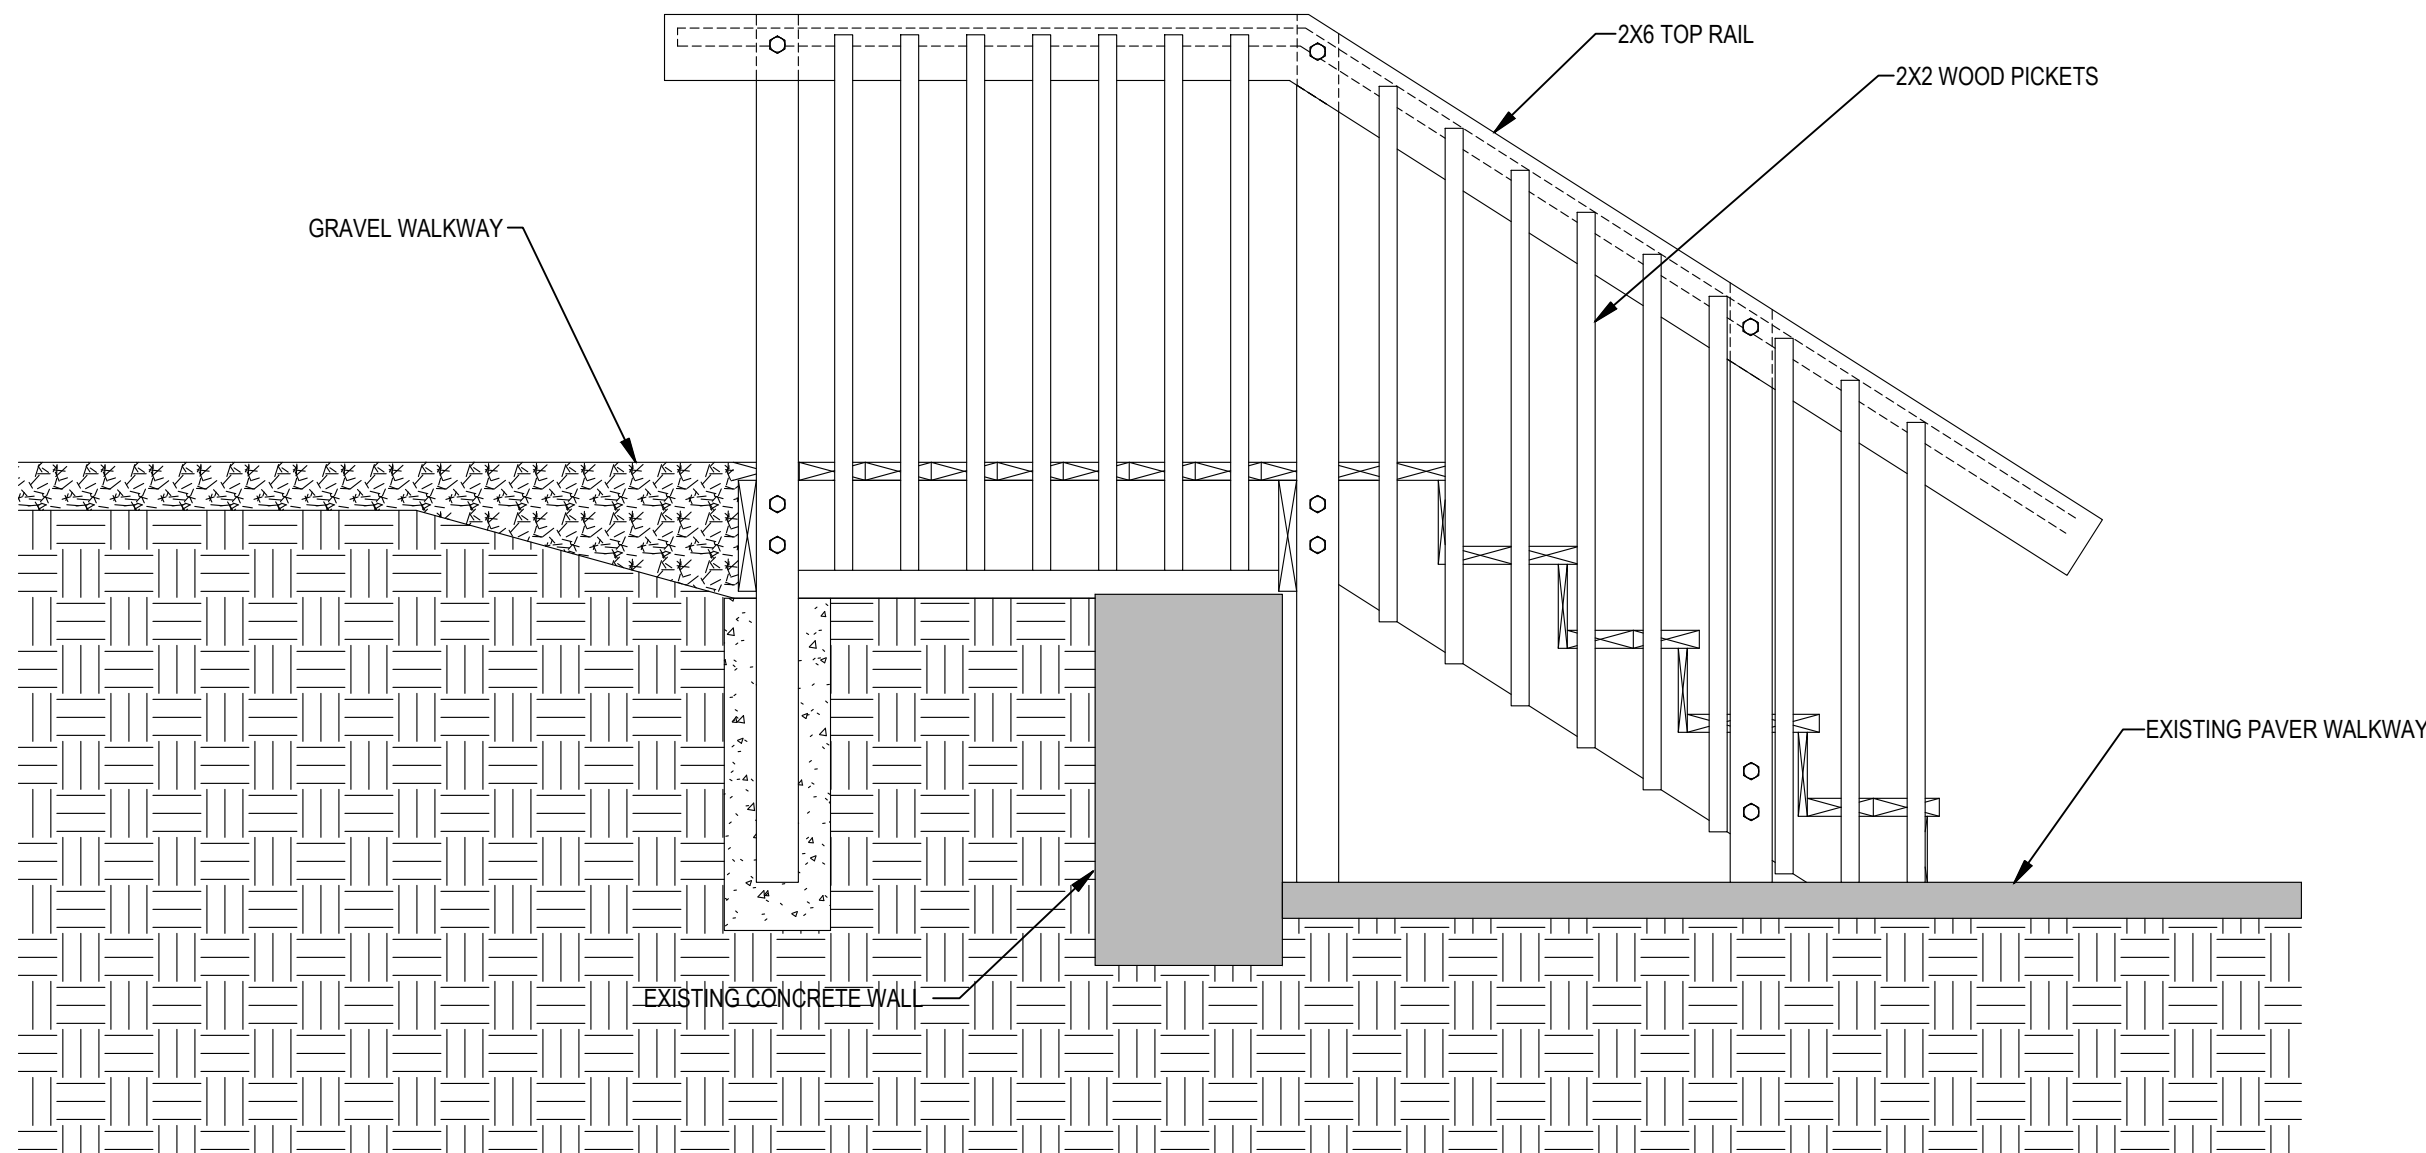 2X6 TOP RAIL
2X2 WOOD PICKETS
GRAVEL WALKWAY
EXISTING PAVER WALKWAY
EXISTING CONCRETE WALL